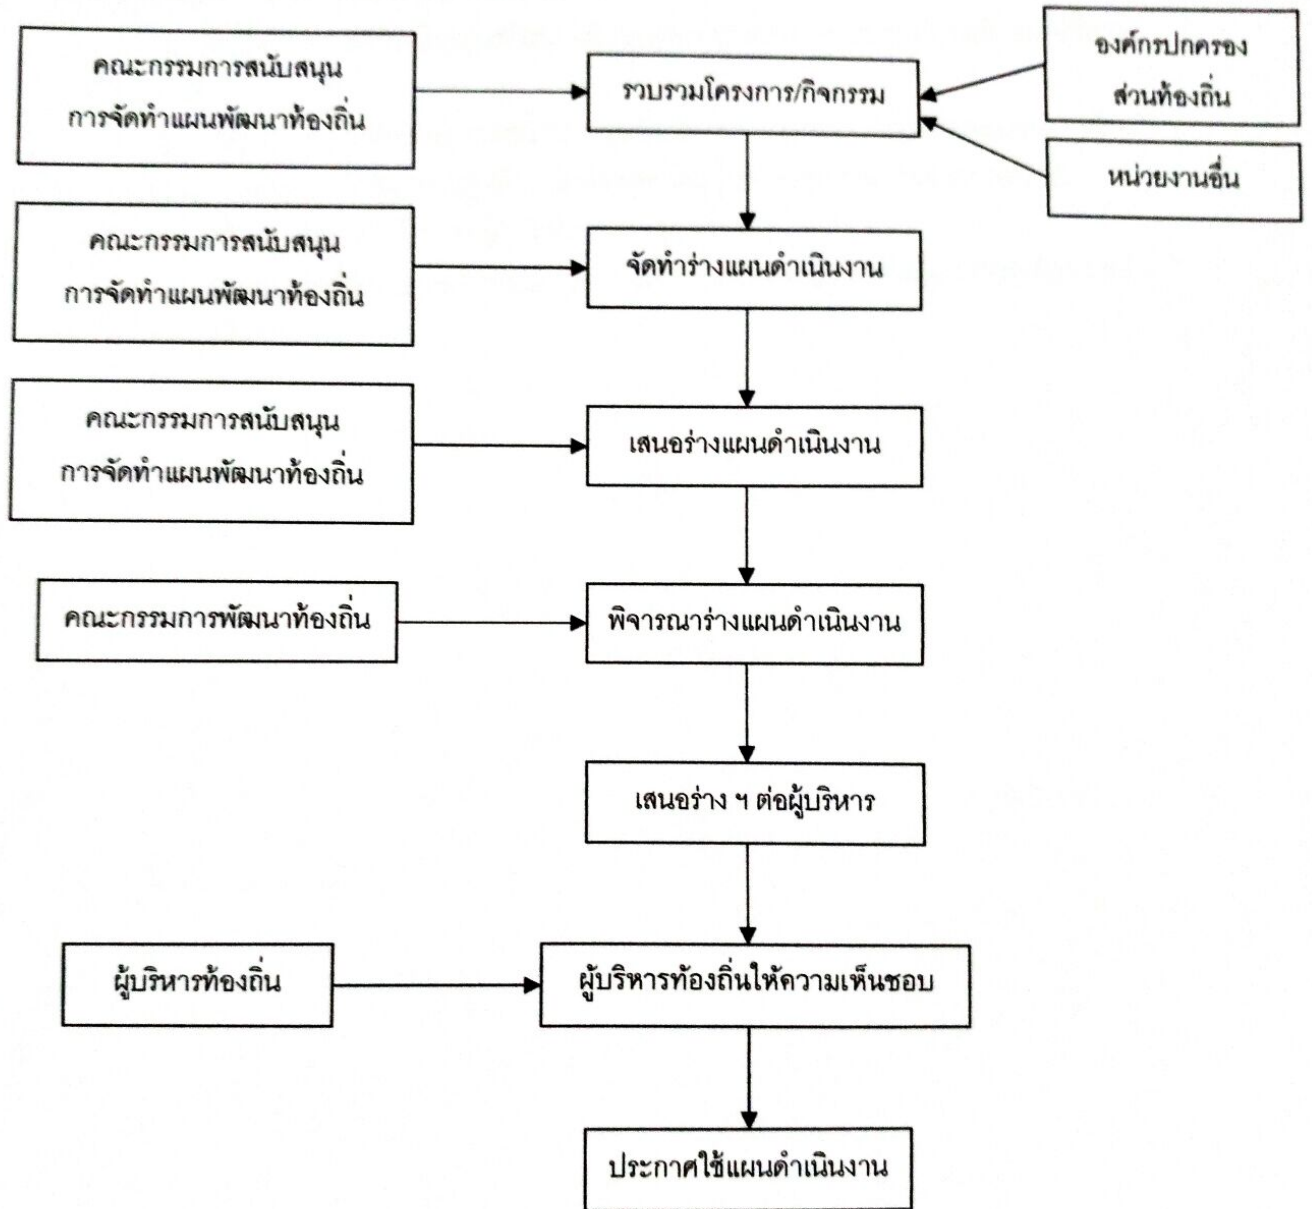 คณะกรรมการสนับสนุน
การจัดทำแผนพัฒนาท้องถิ่น
รวบรวมโครงการ/กิจกรรม
องค์กรปกครอง
ส่วนท้องถิ่น
หน่วยงานอื่น
คณะกรรมการสนับสนุน
การจัดทำแผนพัฒนาท้องถิ่น
จัดทำร่างแผนดำเนินงาน
คณะกรรมการสนับสนุน
การจัดทำแผนพัฒนาท้องถิ่น
เสนอร่างแผนดำเนินงาน
คณะกรรมการพัฒนาท้องถิ่น
พิจารณาร่างแผนดำเนินงาน
เสนอร่าง ฯ ต่อผู้บริหาร
ผู้บริหารท้องถิ่น
ผู้บริหารท้องถิ่นให้ความเห็นชอบ
ประกาศใช้แผนดำเนินงาน